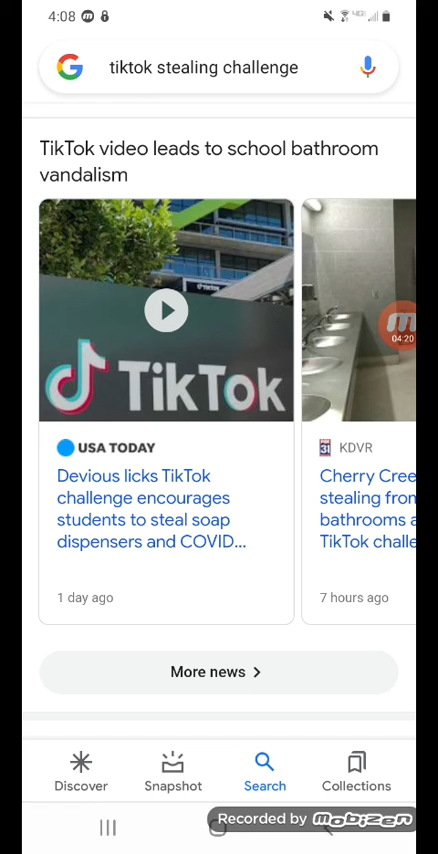 4:08
tiktok stealing challenge
TikTok video leads to school bathroom
vandalism
TikTok
USA TODAY
Devious licks TikTok
challenge encourages
students to steal soap
dispensers and COVID...
1 day ago
04:20
KDVR
Cherry Cree
stealing fron
bathrooms a
TikTok challe
7 hours ago
More news
Discover
Snapshot
Search
Collections
Recorded by mobizen